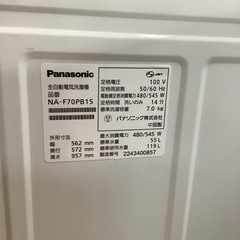 Panasonic
全自動電気洗濯機
品番
NA-F70PB15
外形寸法
幅 562 mm
奥行 572 mm
高さ 957 mm
JET
定格電圧 100 V
定格周波数 50/60 Hz
電動機定格消費電力 480/545 W
定格時間 洗いのみ 14 分
標準洗濯容量 7.0 kg
パナソニック株式会社
中国製
最大消費電力 480/545 W
標準水量 55 L
標準使用水量 119 L
製造番号 2243400857